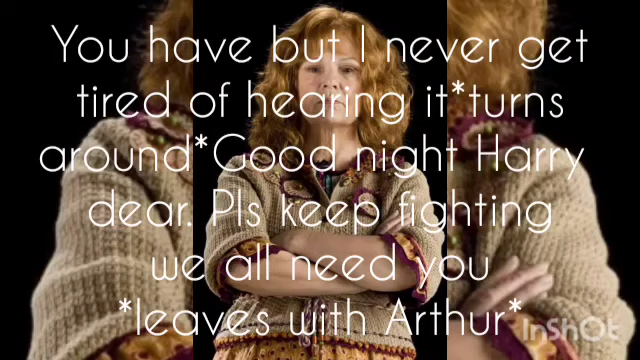 You have but I never get
tired of hearing it*turns
around*Good night Harry
dear. Pls keep fighting
we all need you
*leaves with Arthur*
InShOt